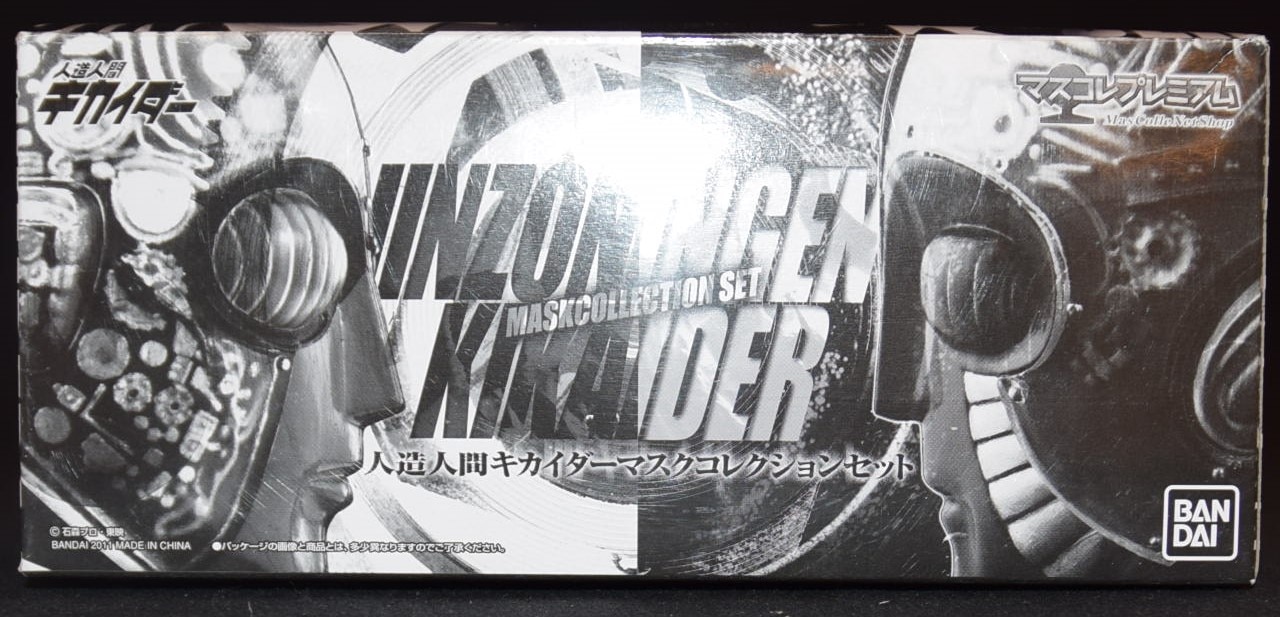 人造人間
キカイダー
マスコレプレミアム
MasColleNetShop
JINZONINGEN
MASKCOLLECTION SET
KIKAIDER
人造人間キカイダーマスクコレクションセット
BAN
DAI
© 石森プロ・東映
BANDAI 2011 MADE IN CHINA
●パッケージの画像と商品とは、多少異なりますのでご了承ください。